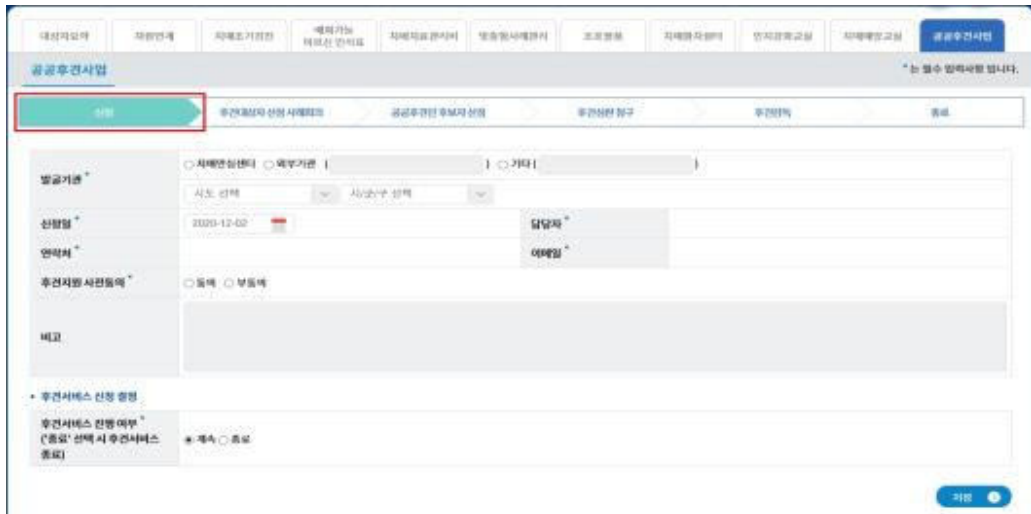 대상자요약 자원연계 치매조기검진 배회가능 어르신 인식표 치매치료관리비 맞춤형사례관리 조호물품 치매환자쉼터 인지강화교실 치매예방교실 공공후견사업
공공후견사업
*는 필수 입력사항 입니다.
신청 후견대상자 선정 사례회의 공공후견인 후보자 선정 후견심판 청구 후견감독 종료
발굴기관 *
치매안심센터 외부기관 ( ) 기타 ( )
시도 선택 시/군/구 선택
신청일 * 2020-12-02 담당자 *
연락처 * 이메일 *
후견지원 사전동의 * 동의 부동의
비고
후견서비스 신청 결정
후견서비스 진행 여부 *
('종료' 선택 시 후견서비스
종료)
계속 종료
저장